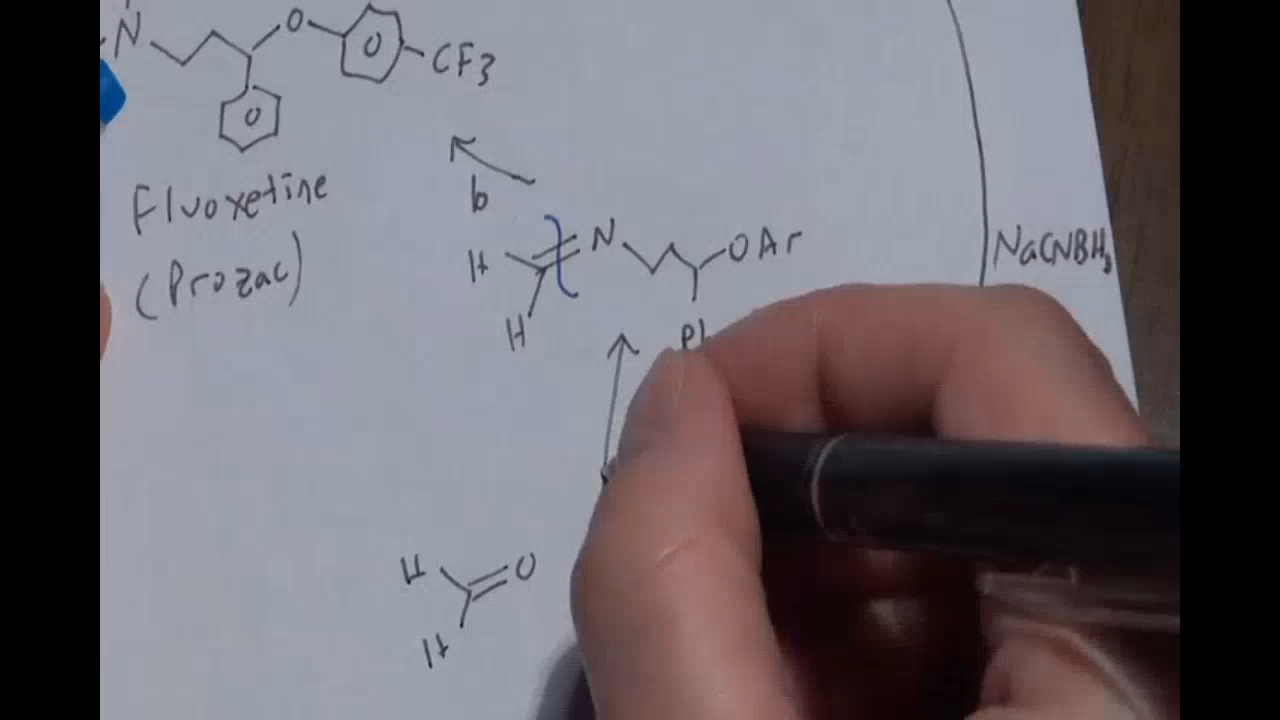 N O CF3
Fluoxetine
(Prozac)
b
H N OAr
H
Ph
NaCNBH3
H O
H